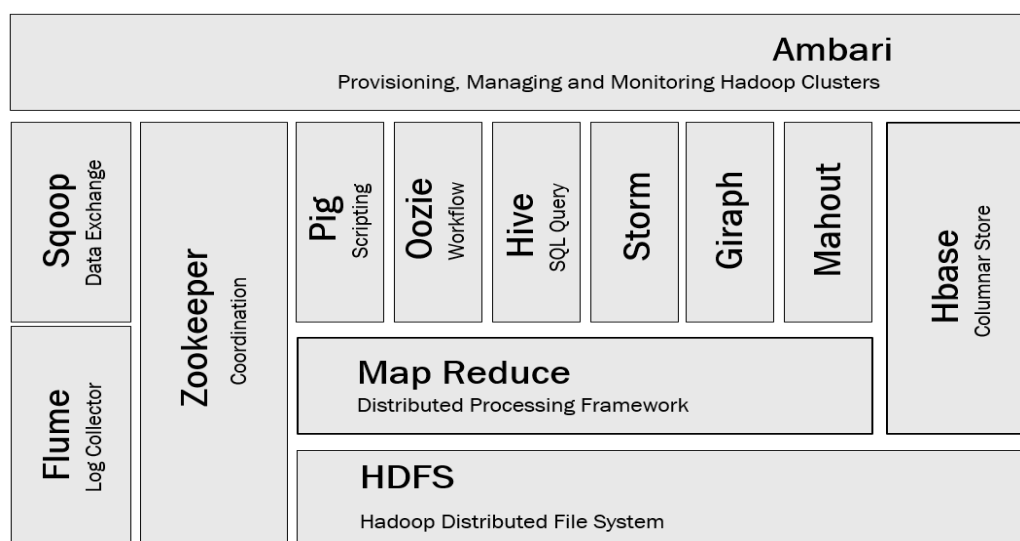 Ambari
Provisioning, Managing and Monitoring Hadoop Clusters
Sqoop
Data Exchange
Zookeeper
Coordination
Pig
Scripting
Oozie
Workflow
Hive
SQL Query
Storm
Giraph
Mahout
Hbase
Columnar Store
Flume
Log Collector
Map Reduce
Distributed Processing Framework
HDFS
Hadoop Distributed File System